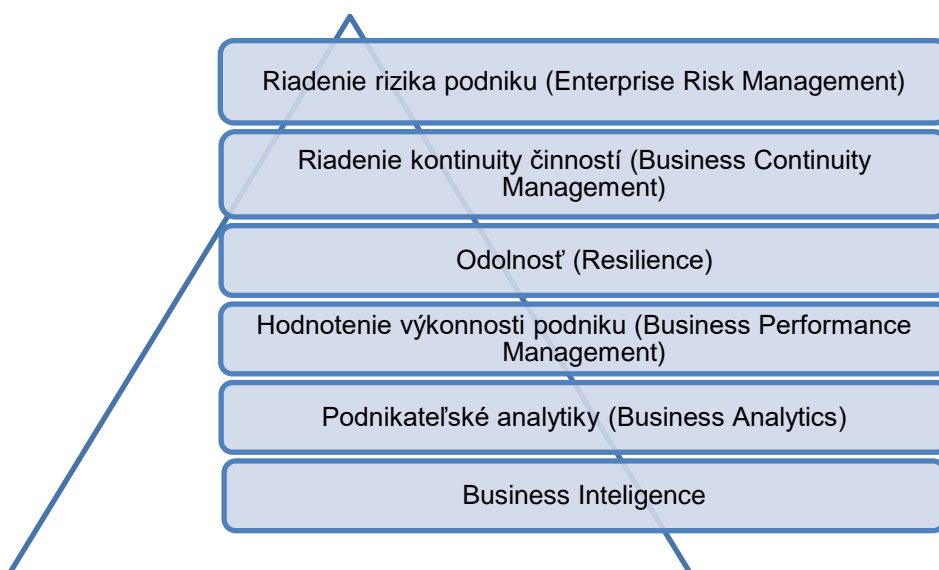 Riadenie rizika podniku (Enterprise Risk Management)
Riadenie kontinuity činností (Business Continuity
Management)
Odolnosť (Resilience)
Hodnotenie výkonnosti podniku (Business Performance
Management)
Podnikateľské analytiky (Business Analytics)
Business Inteligence